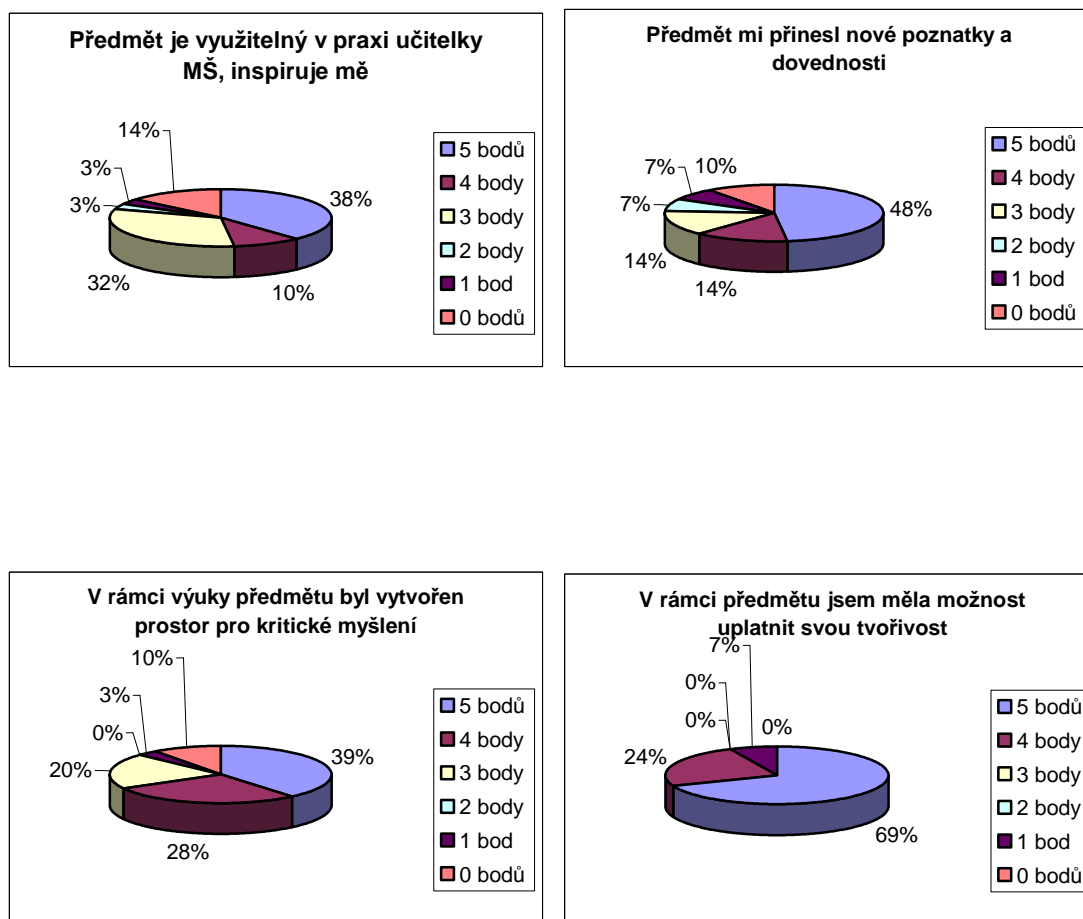 Předmět je využitelný v praxi učitelky
MŠ, inspiruje mě
14%
3%
3%
38%
32%
10%
5 bodů
4 body
3 body
2 body
1 bod
0 bodů
Předmět mi přinesl nové poznatky a
dovednosti
7%
10%
7%
48%
14%
14%
5 bodů
4 body
3 body
2 body
1 bod
0 bodů
V rámci výuky předmětu byl vytvořen
prostor pro kritické myšlení
10%
3%
0%
20%
39%
28%
5 bodů
4 body
3 body
2 body
1 bod
0 bodů
V rámci předmětu jsem měla možnost
uplatnit svou tvořivost
7%
0%
0%
0%
24%
69%
5 bodů
4 body
3 body
2 body
1 bod
0 bodů